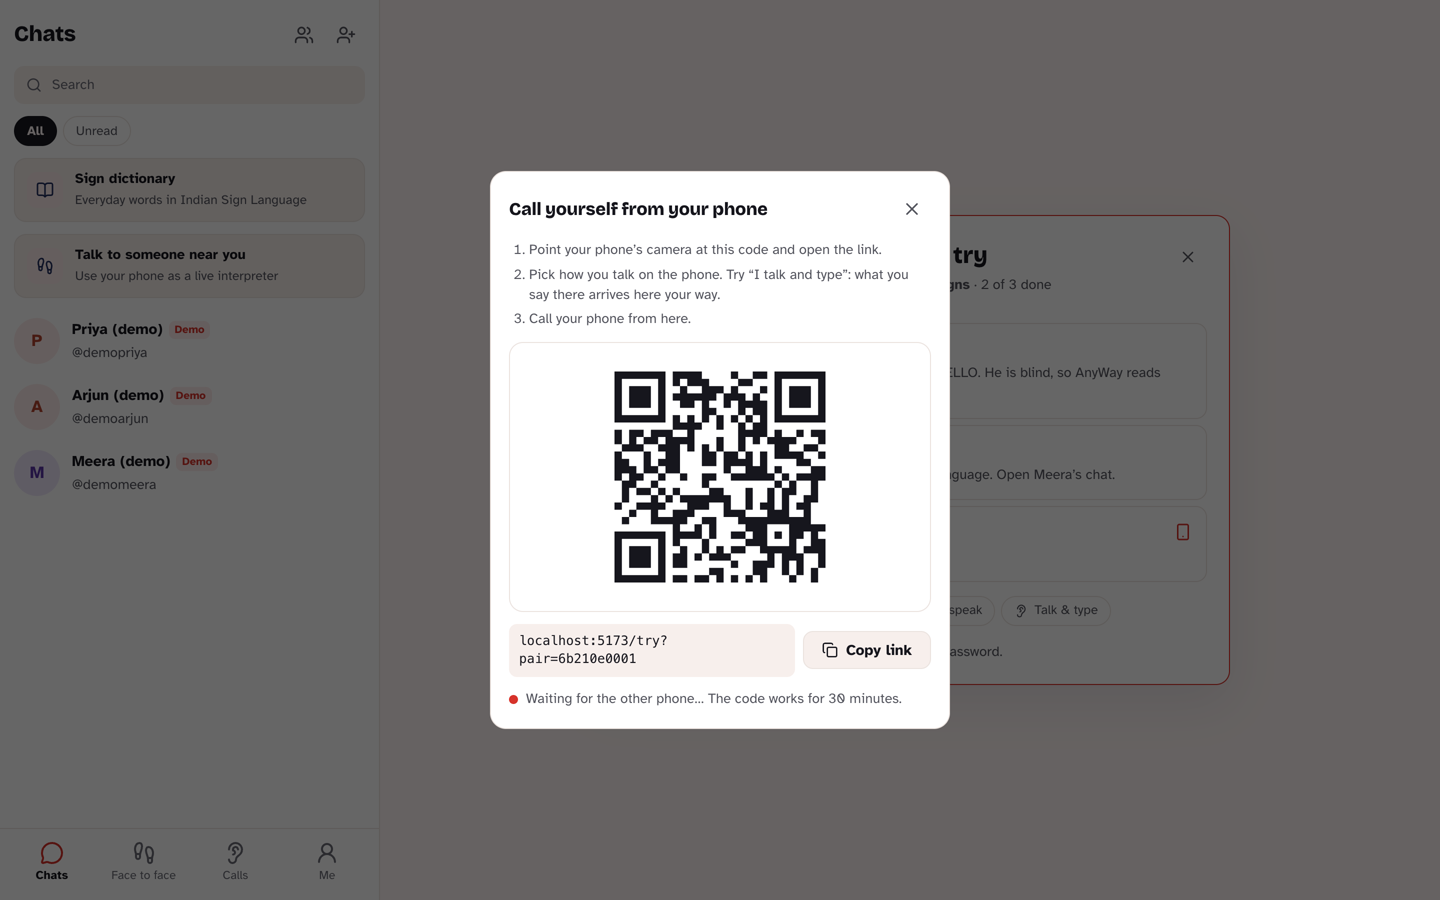 Chats
Search
All
Unread
Sign dictionary
Everyday words in Indian Sign Language
Talk to someone near you
Use your phone as a live interpreter
P
Priya (demo) Demo
@demopriya
A
Arjun (demo) Demo
@demoarjun
M
Meera (demo) Demo
@demomeera
Chats
Face to face
Calls
Me
Call yourself from your phone
1. Point your phone's camera at this code and open the link.
2. Pick how you talk on the phone. Try “I talk and type”: what you
say there arrives here your way.
3. Call your phone from here.
localhost:5173/try?
pair=6b210e0001
Copy link
Waiting for the other phone... The code works for 30 minutes.
try
· 2 of 3 done
He is blind, so AnyWay reads
Open Meera's chat.
speak
Talk & type